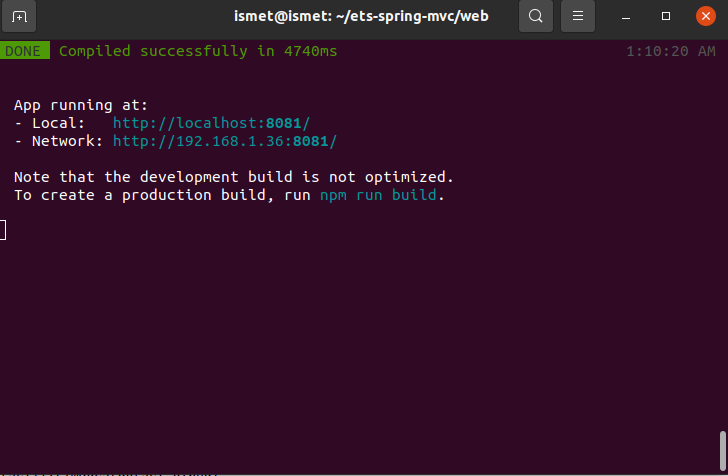 ismet@ismet: ~/ets-spring-mvc/web
DONE Compiled successfully in 4740ms 1:10:20 AM
App running at:
- Local: http://localhost:8081/
- Network: http://192.168.1.36:8081/
Note that the development build is not optimized.
To create a production build, run npm run build.